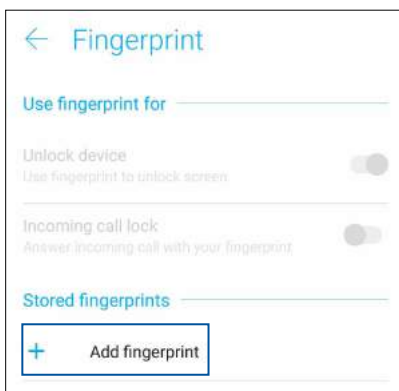 Fingerprint
Use fingerprint for
Unlock device
Use fingerprint to unlock screen
Incoming call lock
Answer incoming call with your fingerprint
Stored fingerprints
+ Add fingerprint